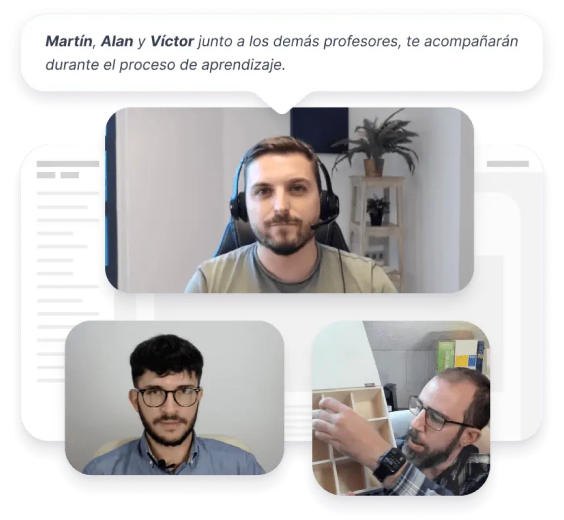 Martín, Alan y Víctor junto a los demás profesores, te acompañarán
durante el proceso de aprendizaje.